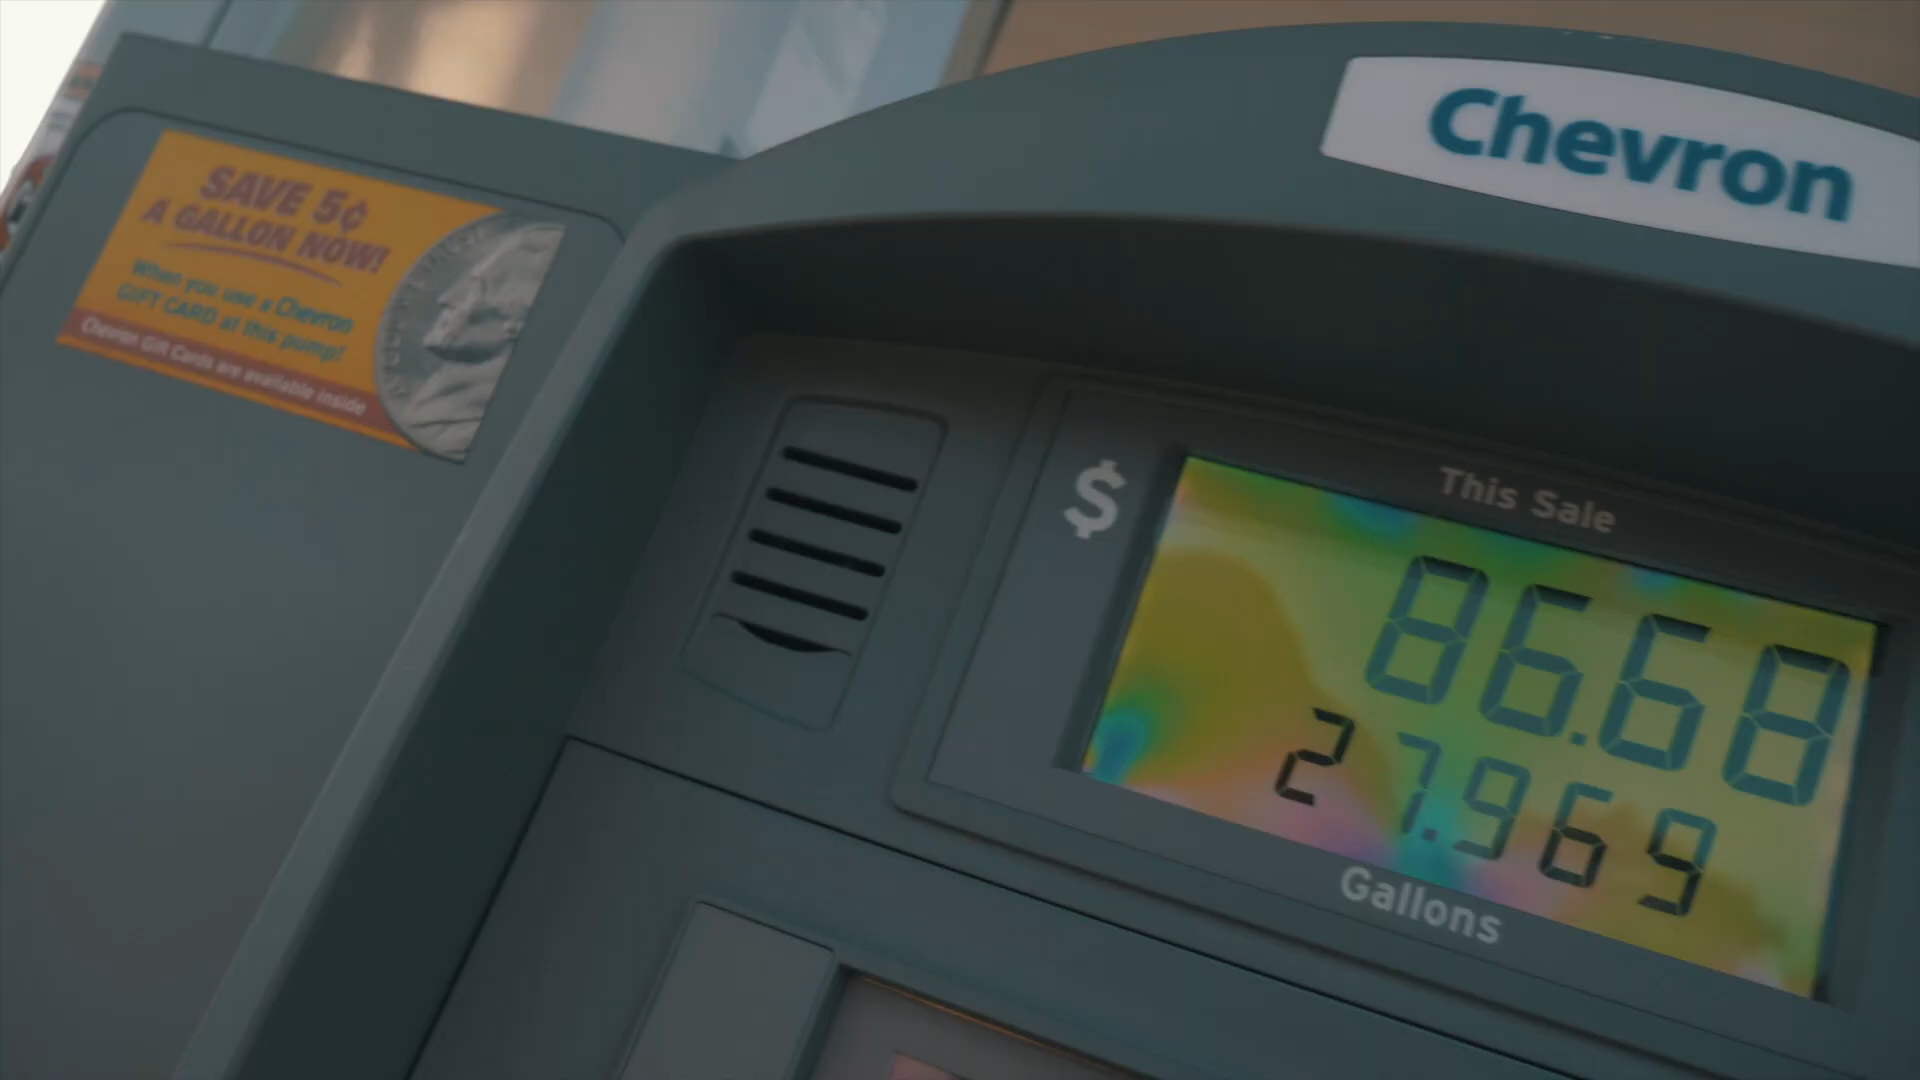 SAVE 5¢
A GALLON NOW!
When you use a Chevron
GIFT CARD at this pump!
Chevron Gift Cards are available inside
Chevron
This Sale
$
86.68
27.969
Gallons